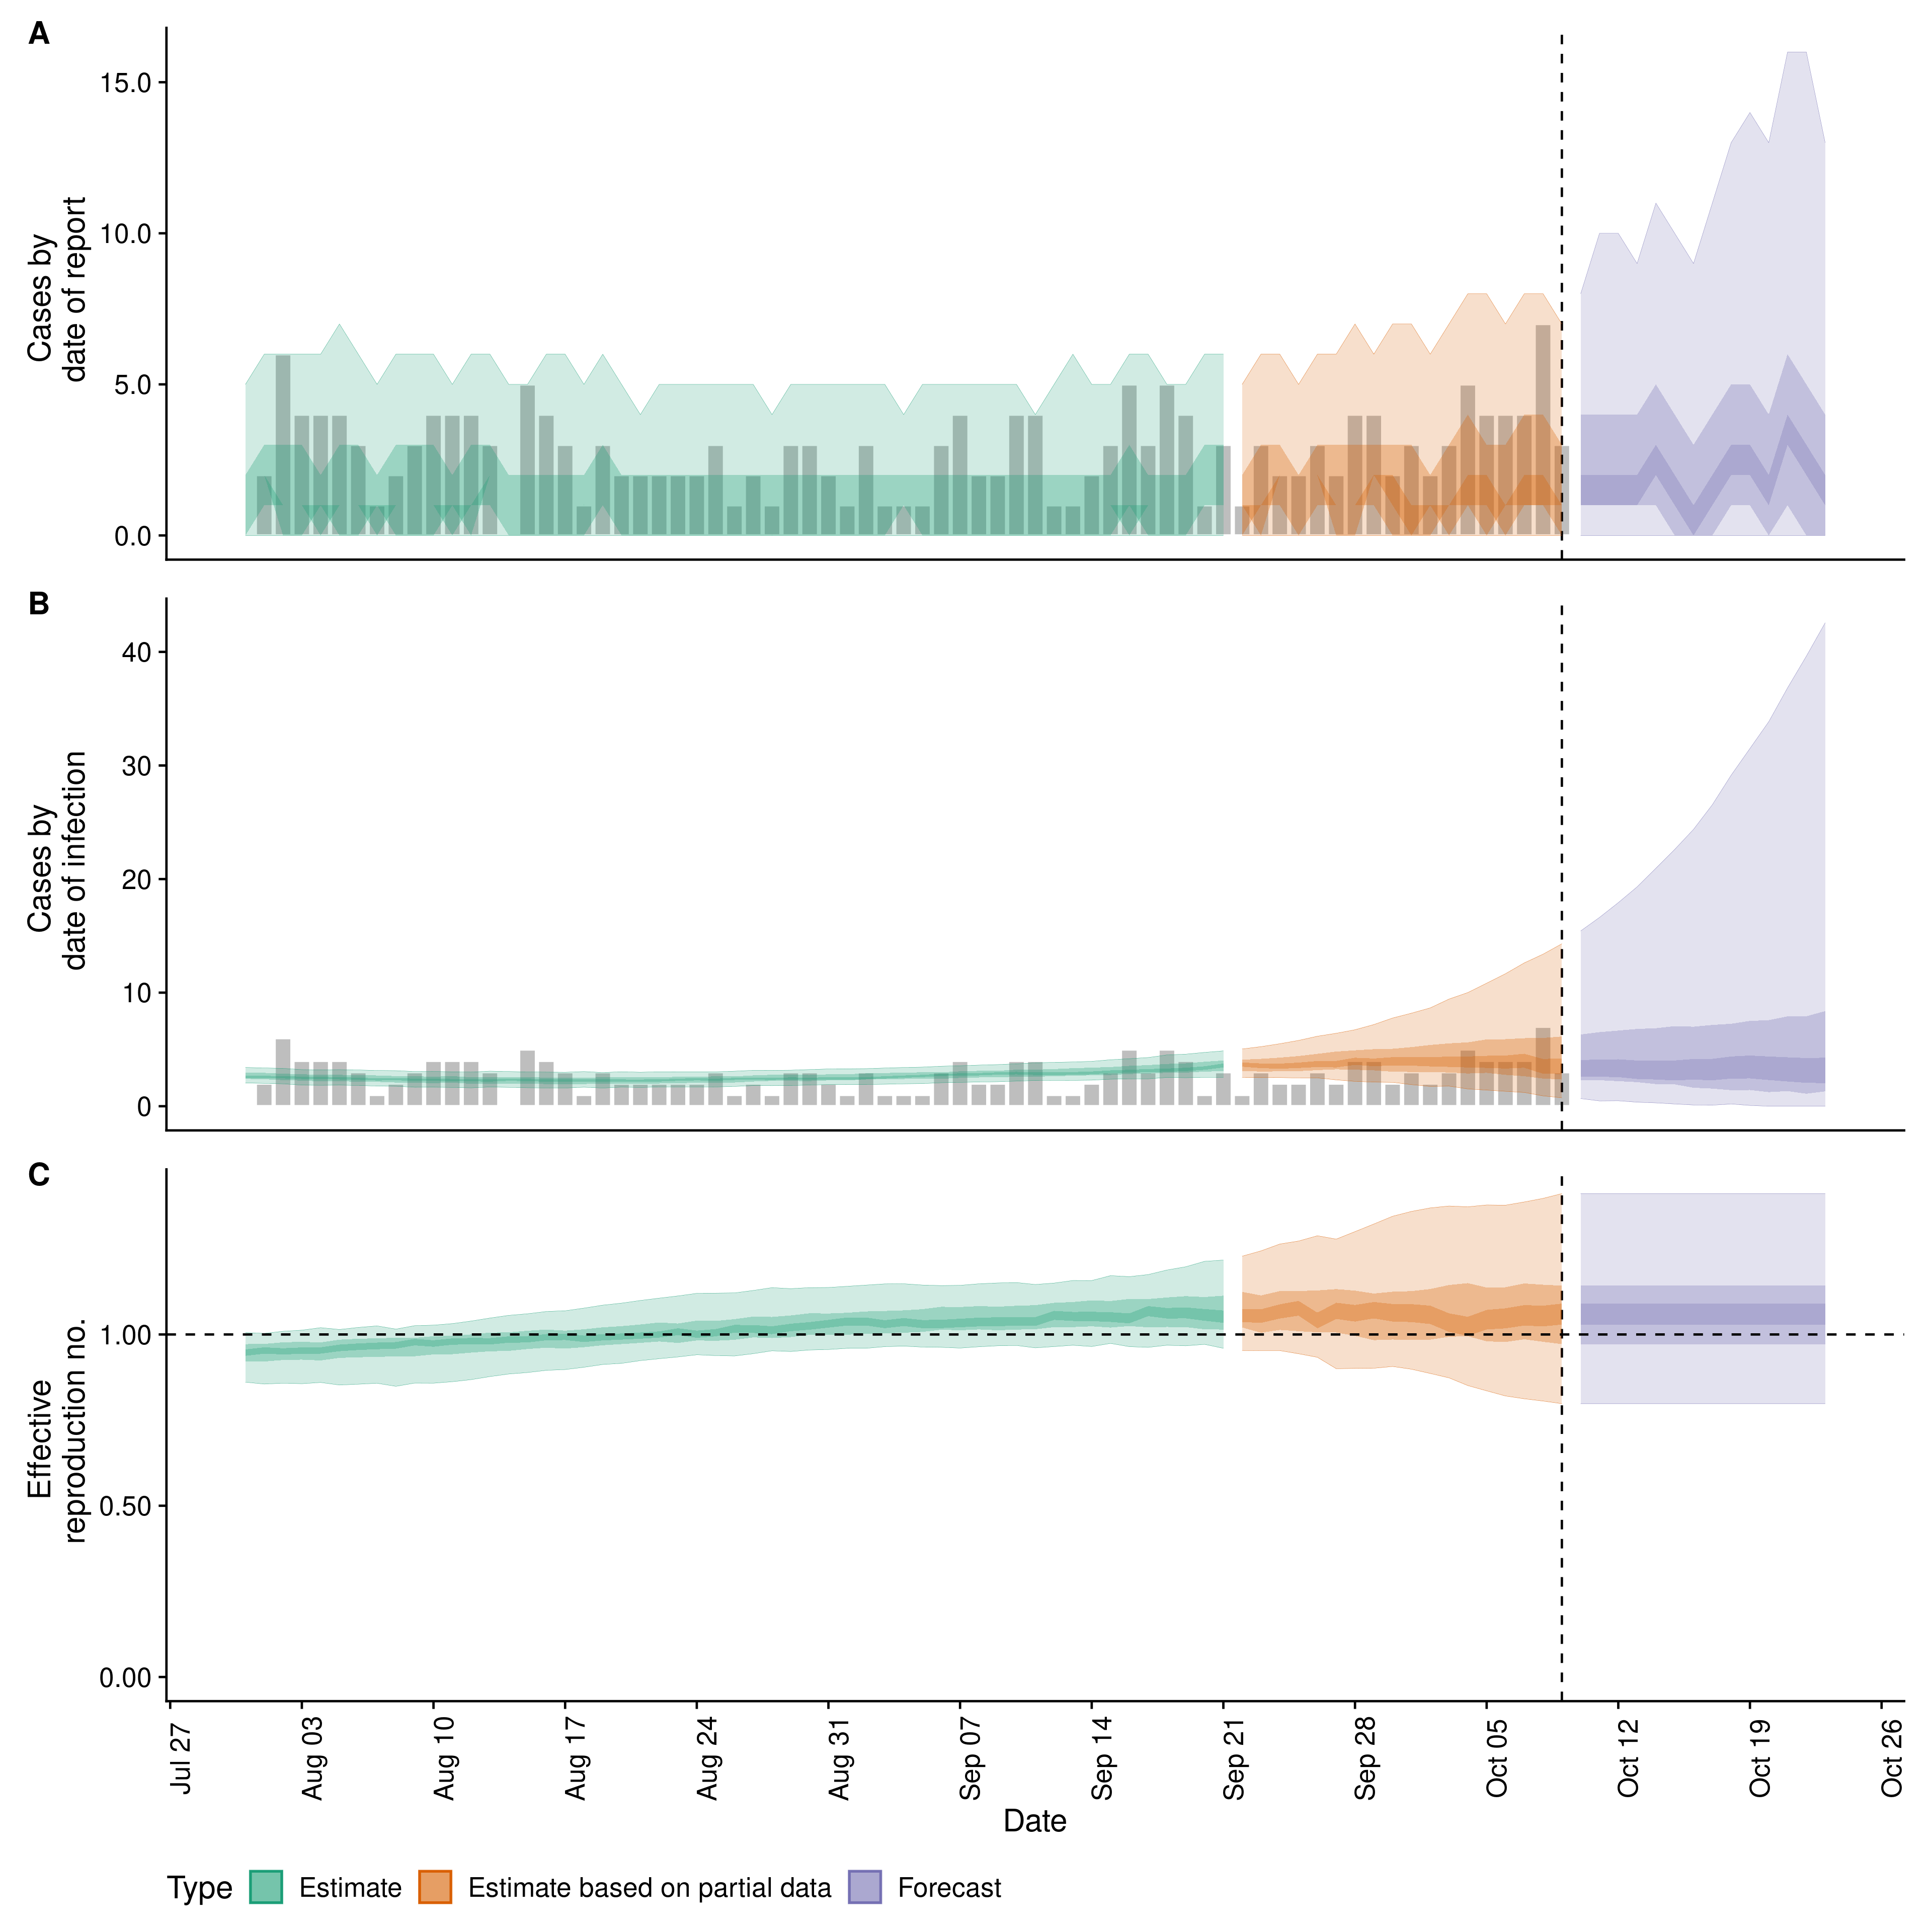 A
Cases by
date of report
15.0
10.0
5.0
0.0
B
Cases by
date of infection
40
30
20
10
0
C
Effective
reproduction no.
1.00
0.50
0.00
Jul 27
Aug 03
Aug 10
Aug 17
Aug 24
Aug 31
Sep 07
Sep 14
Sep 21
Sep 28
Oct 05
Oct 12
Oct 19
Oct 26
Date
Type Estimate Estimate based on partial data Forecast